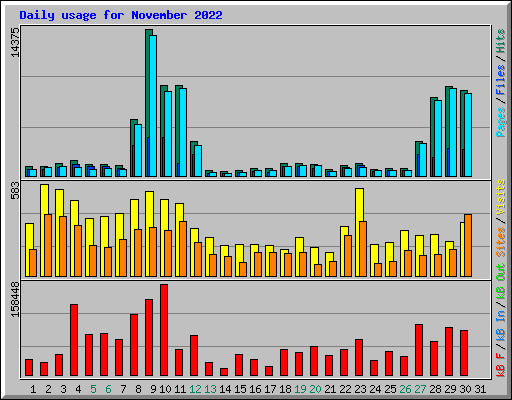 Daily usage for November 2022
14375
Pages / Files / Hits
583
Sites / Visits
158448
kB F / kB In / kB Out
1 2 3 4 5 6 7 8 9 10 11 12 13 14 15 16 17 18 19 20 21 22 23 24 25 26 27 28 29 30 31